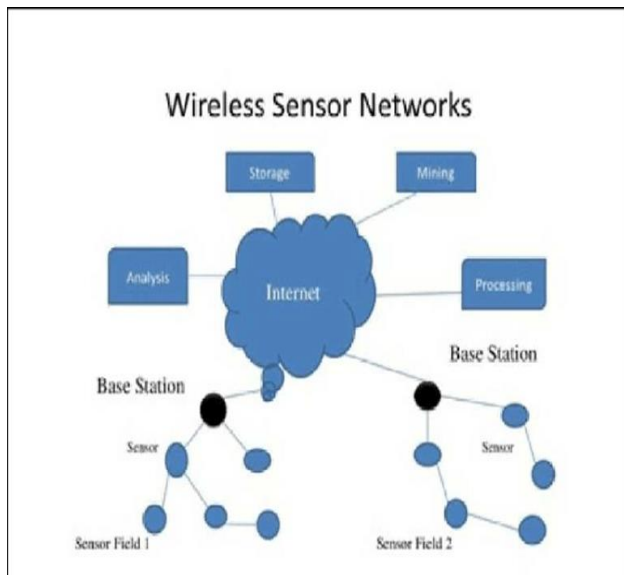 Wireless Sensor Networks
Storage
Mining
Analysis
Internet
Processing
Base Station
Base Station
Sensor
Sensor
Sensor Field 1
Sensor Field 2